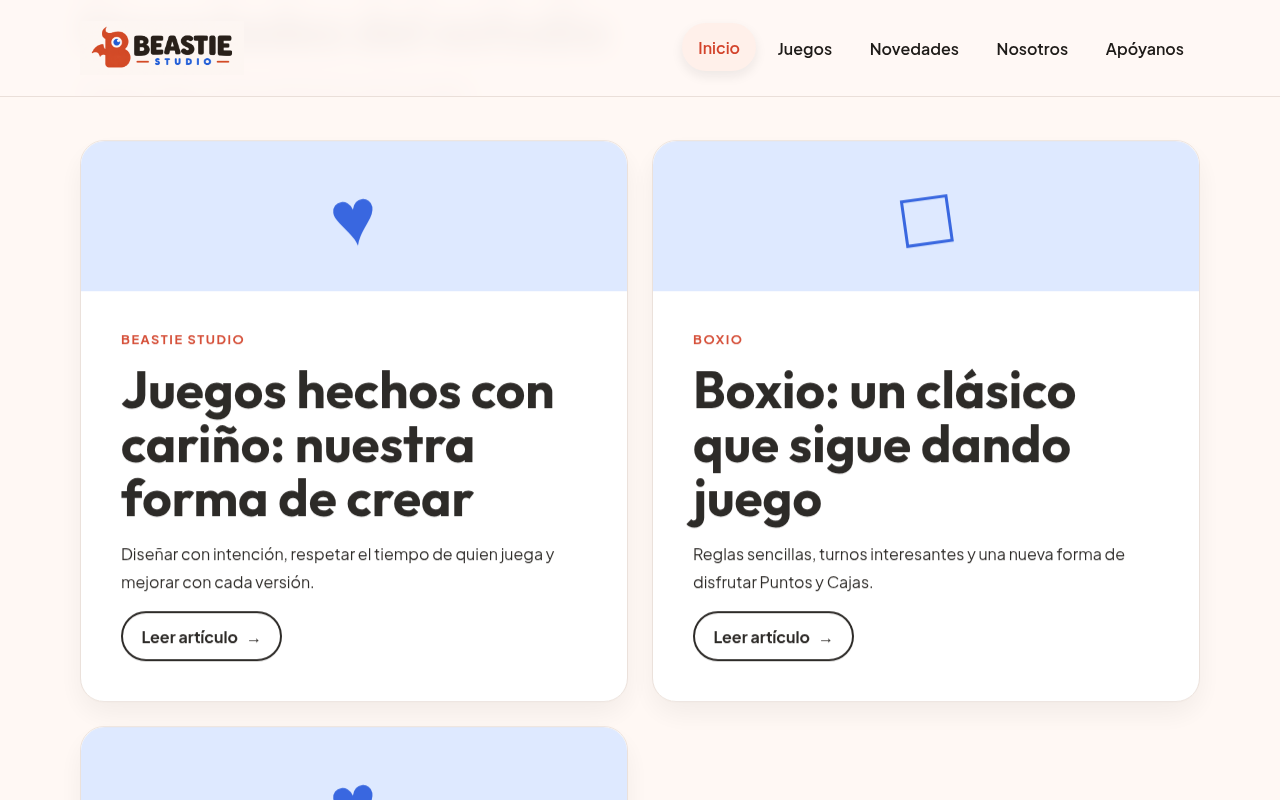 BEASTIE
STUDIO
Inicio
Juegos
Novedades
Nosotros
Apóyanos
BEASTIE STUDIO
Juegos hechos con
cariño: nuestra
forma de crear
Diseñar con intención, respetar el tiempo de quien juega y
mejorar con cada versión.
Leer artículo →
BOXIO
Boxio: un clásico
que sigue dando
juego
Reglas sencillas, turnos interesantes y una nueva forma de
disfrutar Puntos y Cajas.
Leer artículo →